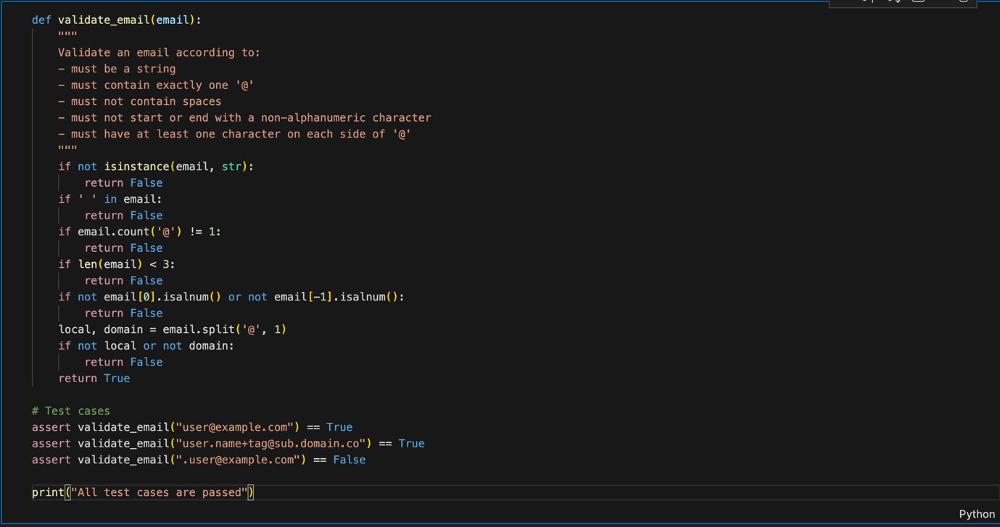 def validate_email(email):
    """
    Validate an email according to:
    - must be a string
    - must contain exactly one '@'
    - must not contain spaces
    - must not start or end with a non-alphanumeric character
    - must have at least one character on each side of '@'
    """
    if not isinstance(email, str):
        return False
    if ' ' in email:
        return False
    if email.count('@') != 1:
        return False
    if len(email) < 3:
        return False
    if not email[0].isalnum() or not email[-1].isalnum():
        return False
    local, domain = email.split('@', 1)
    if not local or not domain:
        return False
    return True

# Test cases
assert validate_email("user@example.com") == True
assert validate_email("user.name+tag@sub.domain.co") == True
assert validate_email(".user@example.com") == False

print("All test cases are passed")
Python